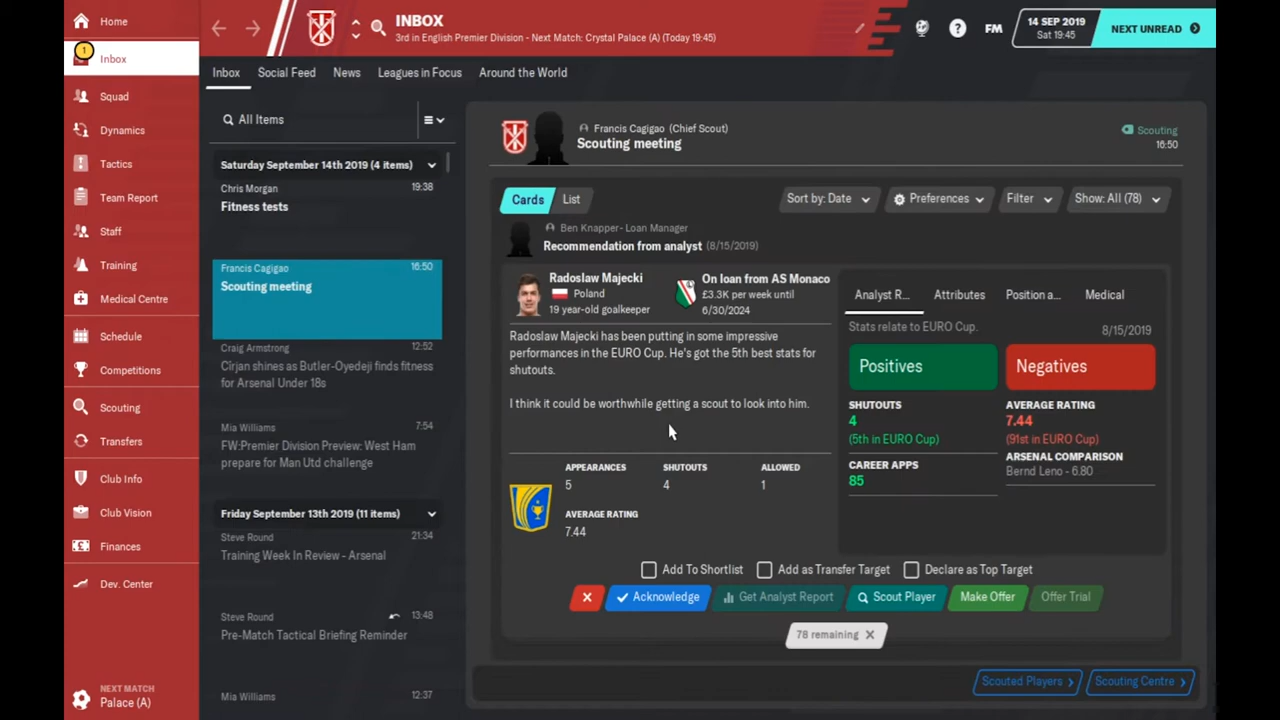 Home
1
Inbox
Squad
Dynamics
Tactics
Team Report
Staff
Training
Medical Centre
Schedule
Competitions
Scouting
Transfers
Club Info
Club Vision
Finances
Dev. Center
NEXT MATCH
Palace (A)
INBOX
3rd in English Premier Division - Next Match: Crystal Palace (A) (Today 19:45)
FM
14 SEP 2019
Sat 19:45
NEXT UNREAD
Inbox
Social Feed
News
Leagues in Focus
Around the World
All Items
Saturday September 14th 2019 (4 items)
Chris Morgan 19:38
Fitness tests
Francis Cagigao 16:50
Scouting meeting
Craig Armstrong 12:52
Cîrjan shines as Butler-Oyedeji finds fitness
for Arsenal Under 18s
Mia Williams 7:54
FW:Premier Division Preview: West Ham
prepare for Man Utd challenge
Friday September 13th 2019 (11 items)
Steve Round 21:34
Training Week In Review - Arsenal
Steve Round 13:48
Pre-Match Tactical Briefing Reminder
Mia Williams 12:37
Francis Cagigao (Chief Scout)
Scouting meeting
Scouting
16:50
Cards
List
Sort by: Date
Preferences
Filter
Show: All (78)
Ben Knapper- Loan Manager
Recommendation from analyst (8/15/2019)
Radoslaw Majecki
Poland
19 year-old goalkeeper
On loan from AS Monaco
£3.3K per week until
6/30/2024
Radoslaw Majecki has been putting in some impressive
performances in the EURO Cup. He's got the 5th best stats for
shutouts.
I think it could be worthwhile getting a scout to look into him.
APPEARANCES SHUTOUTS ALLOWED
5 4 1
AVERAGE RATING
7.44
Analyst R...
Attributes
Position a...
Medical
Stats relate to EURO Cup. 8/15/2019
Positives
Negatives
SHUTOUTS
4
(5th in EURO Cup)
CAREER APPS
85
AVERAGE RATING
7.44
(91st in EURO Cup)
ARSENAL COMPARISON
Bernd Leno - 6.80
Add To Shortlist
Add as Transfer Target
Declare as Top Target
Acknowledge
Get Analyst Report
Scout Player
Make Offer
Offer Trial
78 remaining
Scouted Players
Scouting Centre